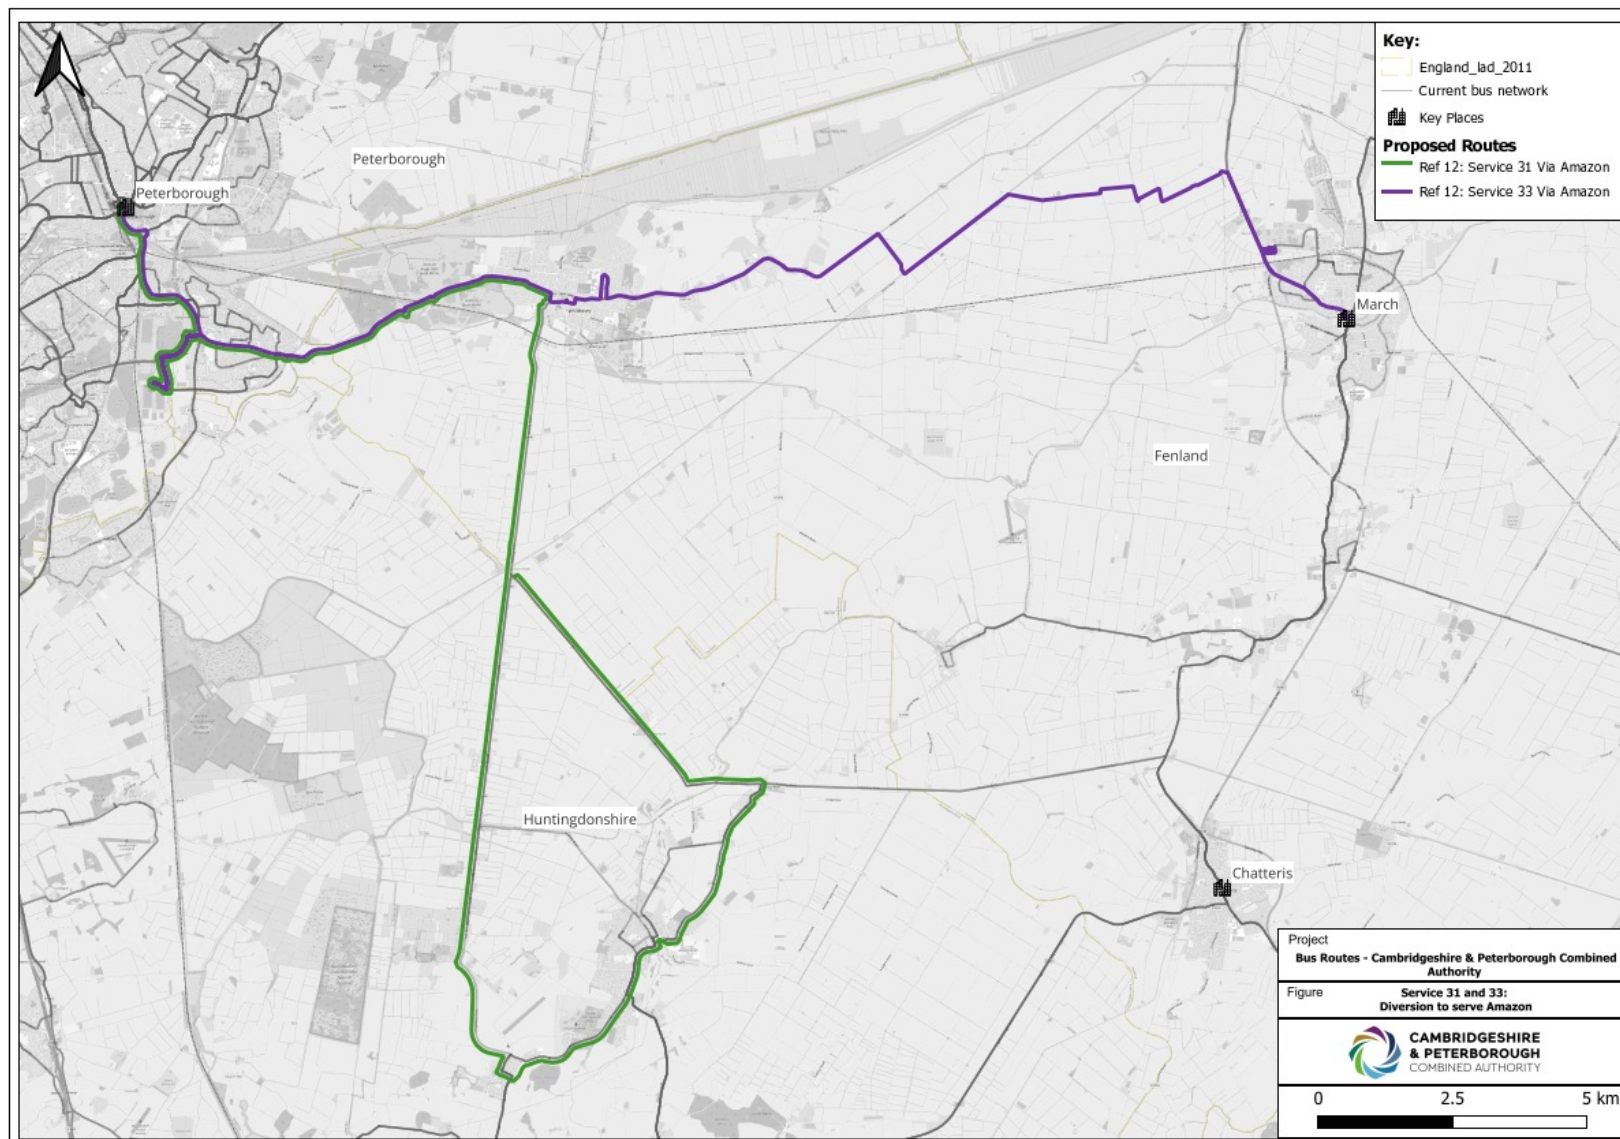 Key:
England_lad_2011
Current bus network
Key Places
Proposed Routes
Ref 12: Service 31 Via Amazon
Ref 12: Service 33 Via Amazon
Peterborough
Peterborough
March
Fenland
Huntingdonshire
Chatteris
Project
Bus Routes - Cambridgeshire & Peterborough Combined
Authority
Figure
Service 31 and 33:
Diversion to serve Amazon
CAMBRIDGESHIRE
& PETERBOROUGH
COMBINED AUTHORITY
0 2.5 5 km